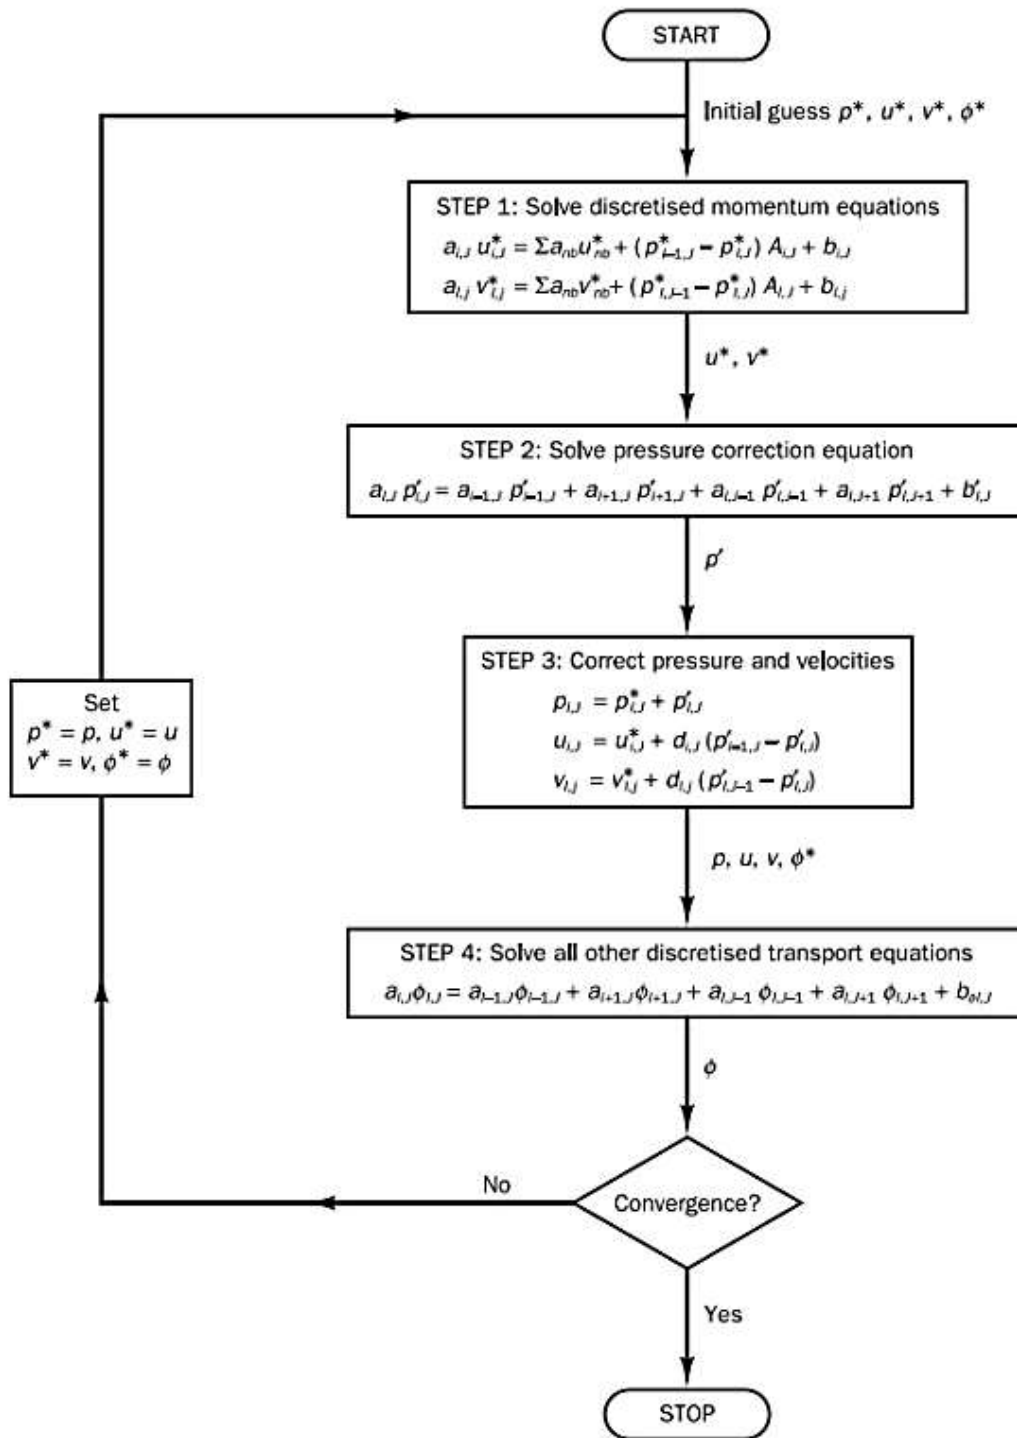 START
Initial guess p*, u*, v*, ϕ*
STEP 1: Solve discretised momentum equations
a_{i,J} u*_{i,J} = Σa_{nb}u*_{nb} + (p*_{I–1,J} – p*_{I,J}) A_{i,J} + b_{i,J}
a_{I,j} v*_{I,j} = Σa_{nb}v*_{nb} + (p*_{I,J–1} – p*_{I,J}) A_{I,j} + b_{I,j}
u*, v*
STEP 2: Solve pressure correction equation
a_{I,J} p′_{I,J} = a_{I–1,J} p′_{I–1,J} + a_{I+1,J} p′_{I+1,J} + a_{I,J–1} p′_{I,J–1} + a_{I,J+1} p′_{I,J+1} + b′_{I,J}
p′
STEP 3: Correct pressure and velocities
p_{I,J} = p*_{I,J} + p′_{I,J}
u_{i,J} = u*_{i,J} + d_{i,J} (p′_{I–1,J} – p′_{I,J})
v_{I,j} = v*_{I,j} + d_{I,j} (p′_{I,J–1} – p′_{I,J})
Set
p* = p, u* = u
v* = v, ϕ* = ϕ
p, u, v, ϕ*
STEP 4: Solve all other discretised transport equations
a_{I,J}ϕ_{I,J} = a_{I–1,J}ϕ_{I–1,J} + a_{I+1,J}ϕ_{I+1,J} + a_{I,J–1} ϕ_{I,J–1} + a_{I,J+1} ϕ_{I,J+1} + b_{ϕI,J}
ϕ
No
Convergence?
Yes
STOP